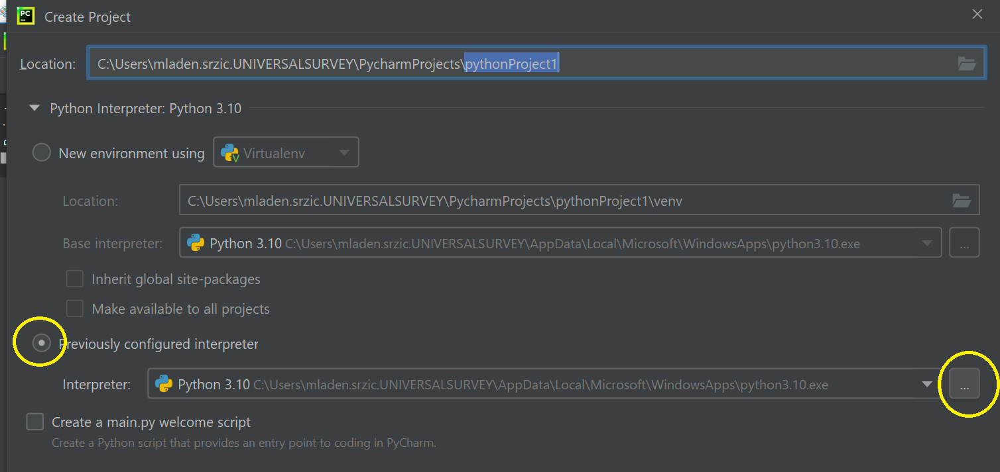 PC Create Project
Location: C:\Users\mladen.srzic.UNIVERSALSURVEY\PycharmProjects\pythonProject1
Python Interpreter: Python 3.10
New environment using Virtualenv
Location: C:\Users\mladen.srzic.UNIVERSALSURVEY\PycharmProjects\pythonProject1\venv
Base interpreter: Python 3.10 C:\Users\mladen.srzic.UNIVERSALSURVEY\AppData\Local\Microsoft\WindowsApps\python3.10.exe ...
Inherit global site-packages
Make available to all projects
Previously configured interpreter
Interpreter: Python 3.10 C:\Users\mladen.srzic.UNIVERSALSURVEY\AppData\Local\Microsoft\WindowsApps\python3.10.exe ...
Create a main.py welcome script
Create a Python script that provides an entry point to coding in PyCharm.